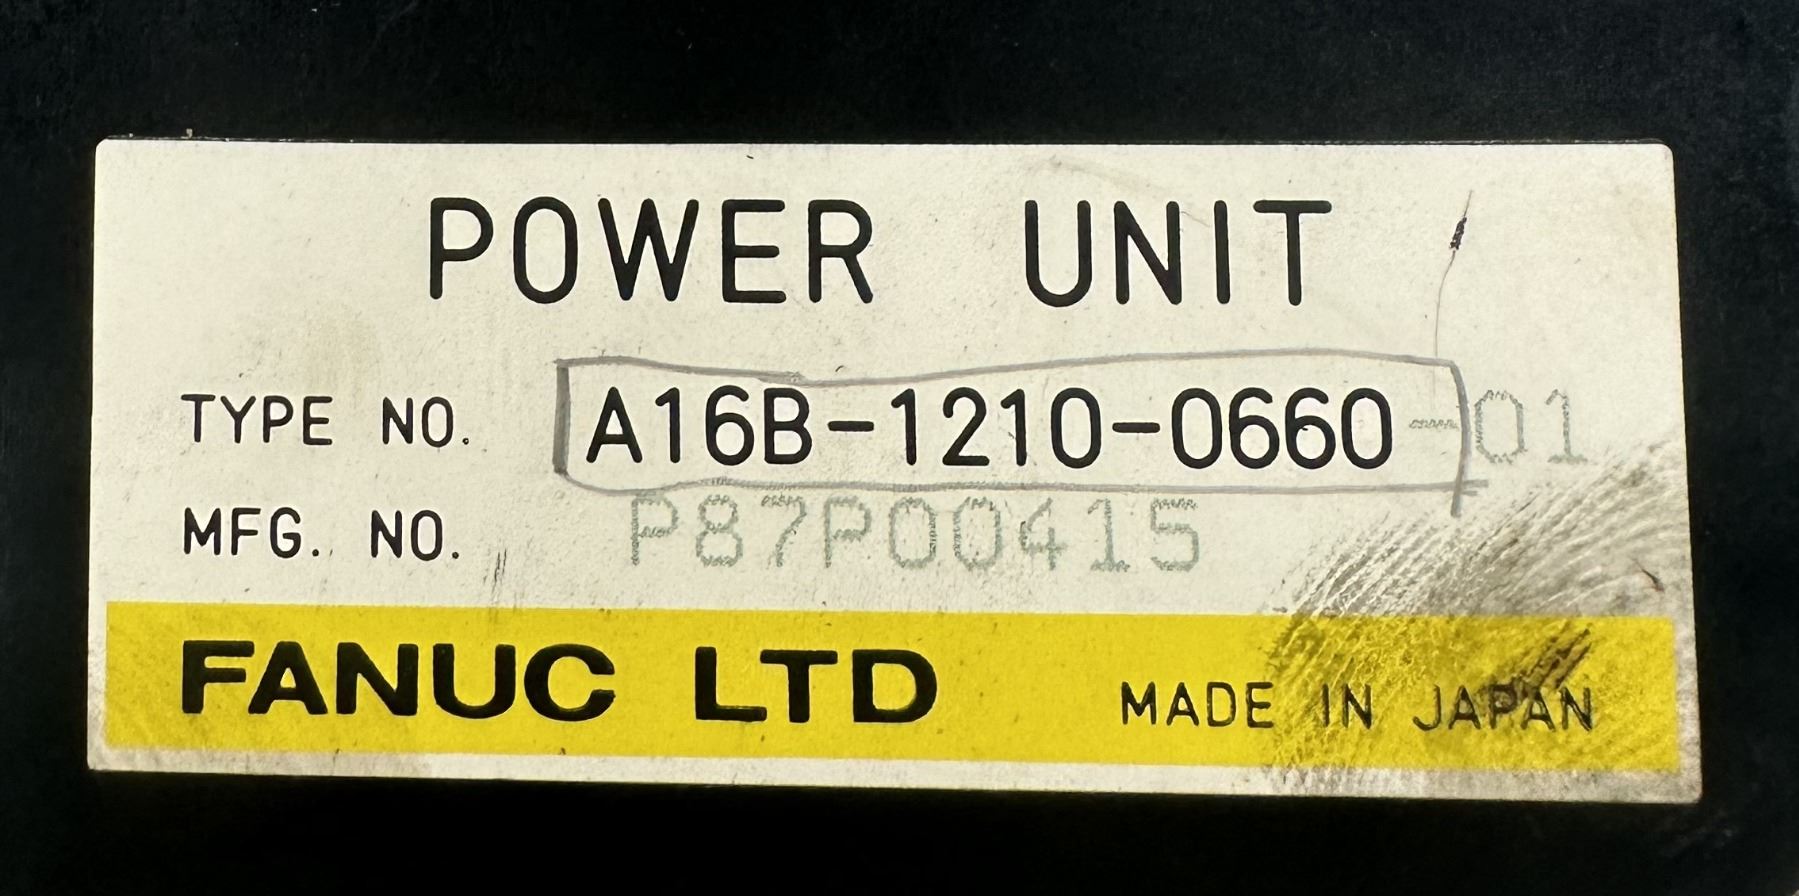 POWER UNIT
TYPE NO. A16B-1210-0660-01
MFG. NO. P87P00415
FANUC LTD MADE IN JAPAN